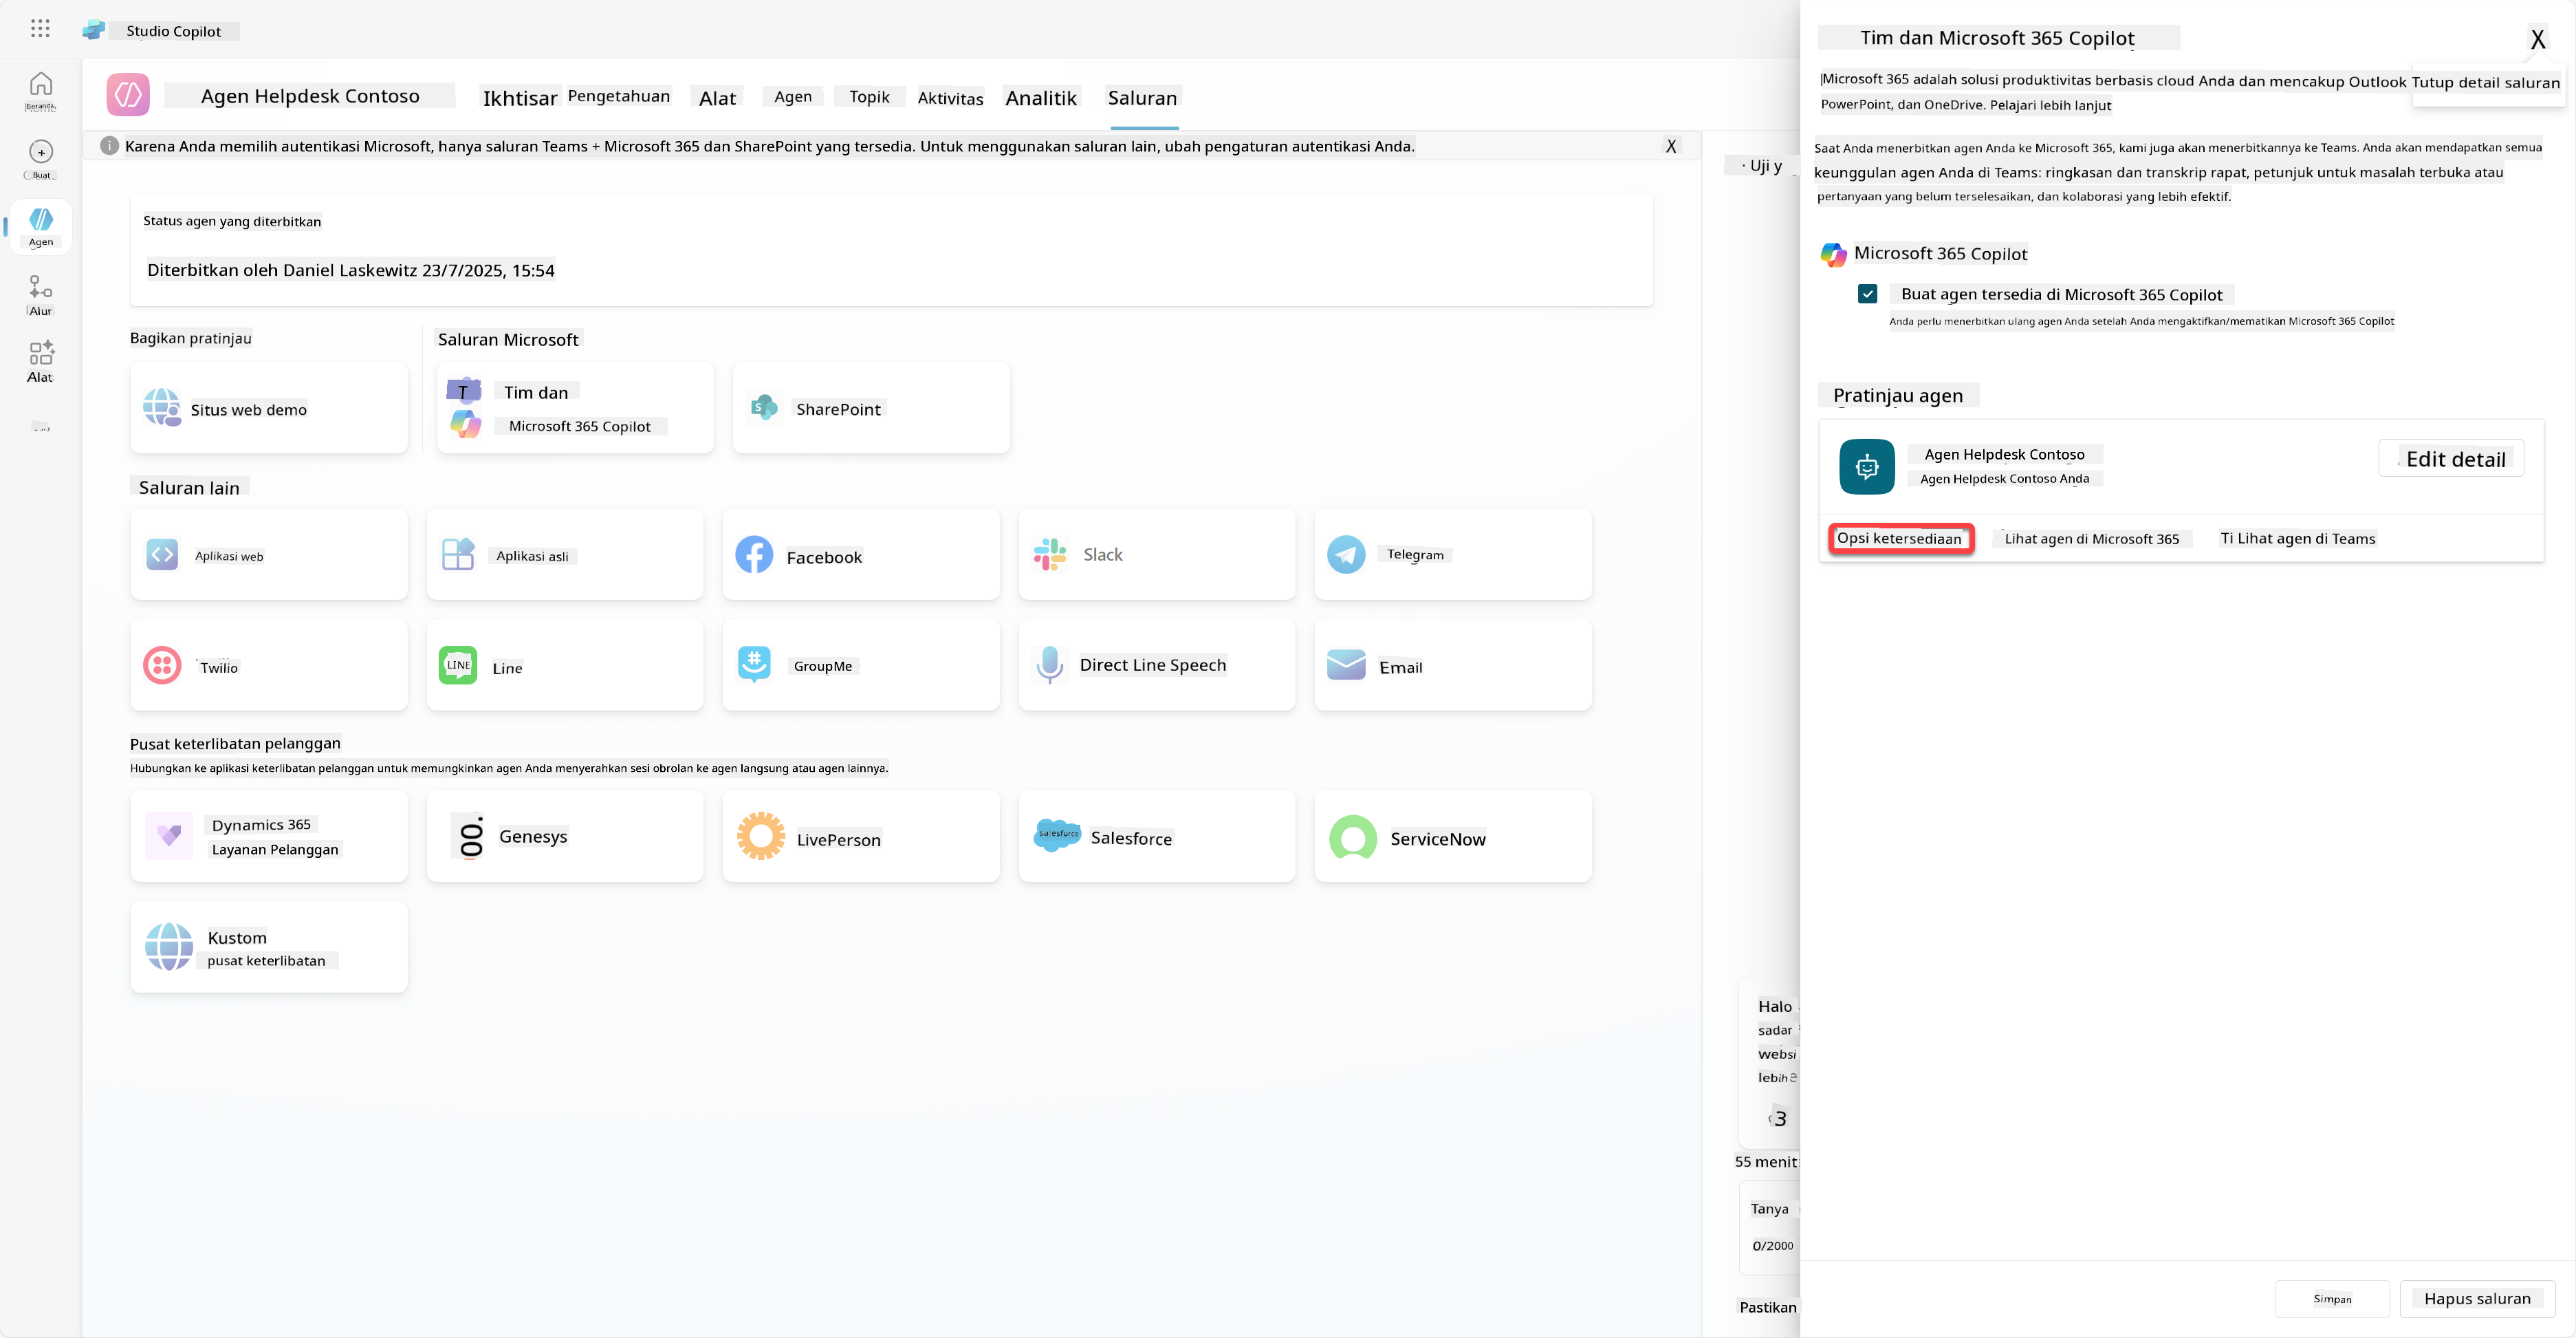 Studio Copilot
Beranda
Buat
Agen
Alur
Alat
Agen Helpdesk Contoso
Ikhtisar
Pengetahuan
Alat
Agen
Topik
Aktivitas
Analitik
Saluran
Karena Anda memilih autentikasi Microsoft, hanya saluran Teams + Microsoft 365 dan SharePoint yang tersedia. Untuk menggunakan saluran lain, ubah pengaturan autentikasi Anda.
X
Status agen yang diterbitkan
Diterbitkan oleh Daniel Laskewitz 23/7/2025, 15:54
Bagikan pratinjau
Situs web demo
Saluran Microsoft
T
Tim dan
Microsoft 365 Copilot
S
SharePoint
Saluran lain
Aplikasi web
Aplikasi asli
Facebook
Slack
Telegram
Twilio
LINE
Line
GroupMe
Direct Line Speech
Email
Pusat keterlibatan pelanggan
Hubungkan ke aplikasi keterlibatan pelanggan untuk memungkinkan agen Anda menyerahkan sesi obrolan ke agen langsung atau agen lainnya.
Dynamics 365
Layanan Pelanggan
Genesys
LivePerson
salesforce
Salesforce
ServiceNow
Kustom
pusat keterlibatan
· Uji y
Halo
sadar
websi
lebih
3
55 menit
Tanya
0/2000
Pastikan
Tim dan Microsoft 365 Copilot
X
Microsoft 365 adalah solusi produktivitas berbasis cloud Anda dan mencakup Outlook
Tutup detail saluran
PowerPoint, dan OneDrive. Pelajari lebih lanjut
Saat Anda menerbitkan agen Anda ke Microsoft 365, kami juga akan menerbitkannya ke Teams. Anda akan mendapatkan semua
keunggulan agen Anda di Teams: ringkasan dan transkrip rapat, petunjuk untuk masalah terbuka atau
pertanyaan yang belum terselesaikan, dan kolaborasi yang lebih efektif.
Microsoft 365 Copilot
Buat agen tersedia di Microsoft 365 Copilot
Anda perlu menerbitkan ulang agen Anda setelah Anda mengaktifkan/mematikan Microsoft 365 Copilot
Pratinjau agen
Agen Helpdesk Contoso
Agen Helpdesk Contoso Anda
Edit detail
Opsi ketersediaan
Lihat agen di Microsoft 365
Ti Lihat agen di Teams
Simpan
Hapus saluran